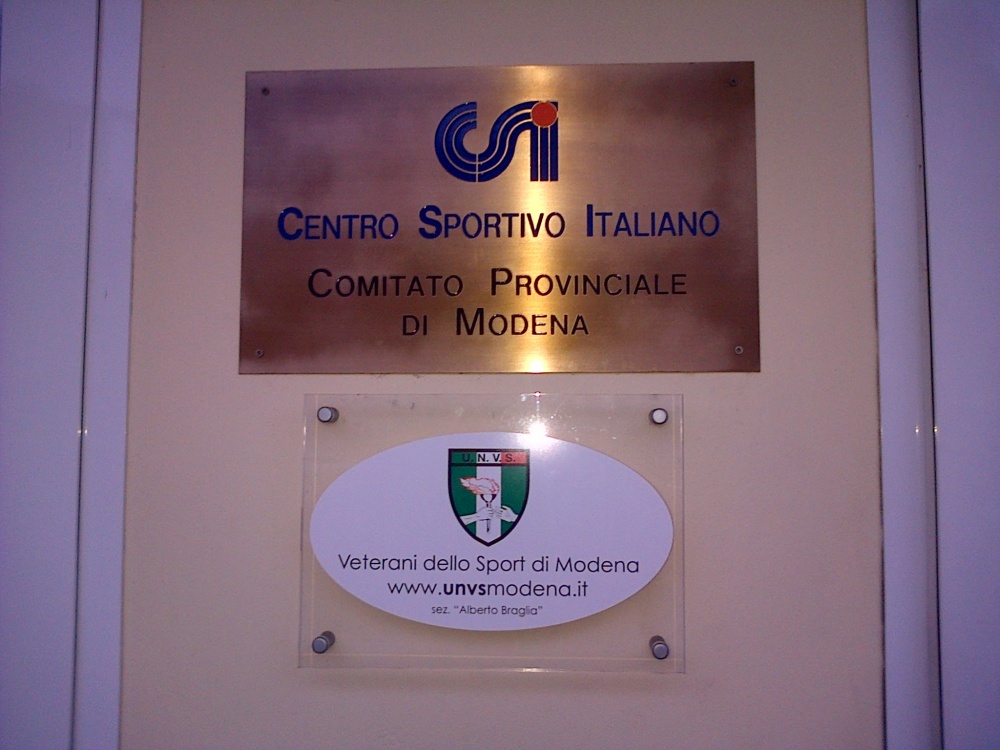 CSI
CENTRO SPORTIVO ITALIANO
COMITATO PROVINCIALE
DI MODENA
U.N.V.S.
Veterani dello Sport di Modena
www.unvsmodena.it
sez. "Alberto Braglia"